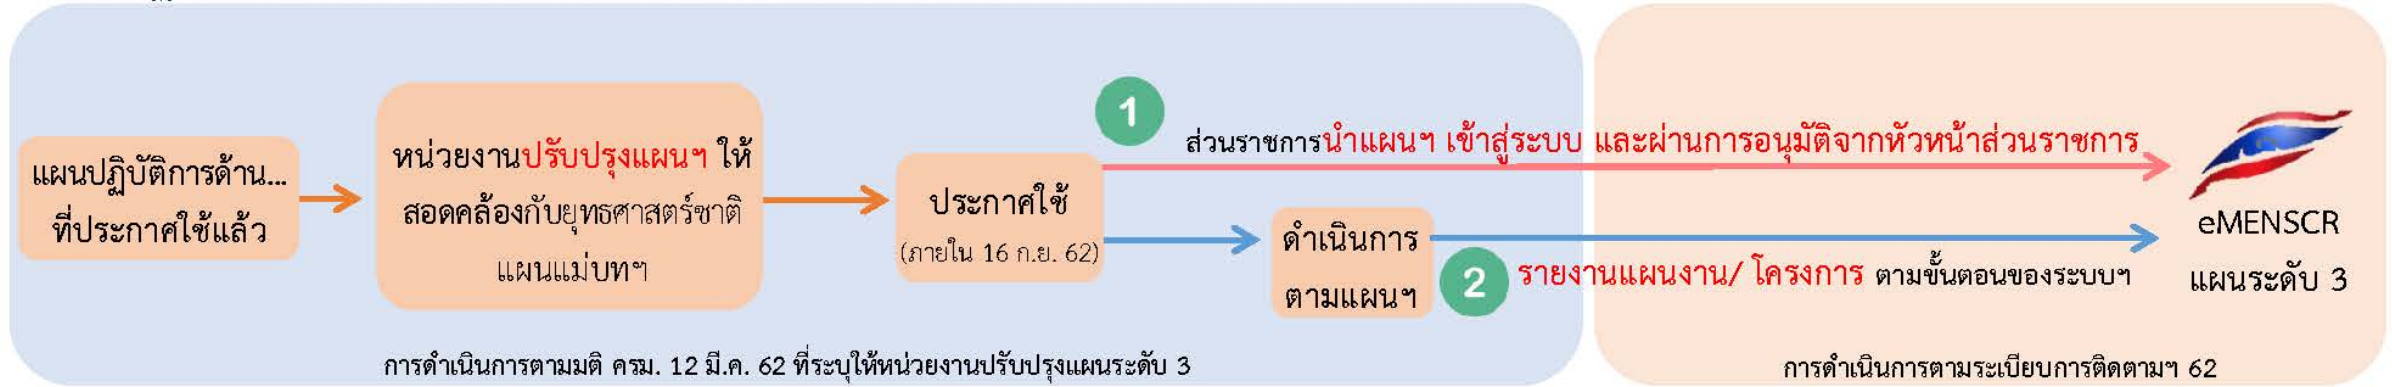 แผนปฏิบัติการด้าน...
ที่ประกาศใช้แล้ว
หน่วยงานปรับปรุงแผนฯ ให้
สอดคล้องกับยุทธศาสตร์ชาติ
แผนแม่บทฯ
ประกาศใช้
(ภายใน 16 ก.ย. 62)
1
ส่วนราชการนำแผนฯ เข้าสู่ระบบ และผ่านการอนุมัติจากหัวหน้าส่วนราชการ
ดำเนินการ
ตามแผนฯ
2
รายงานแผนงาน/ โครงการ ตามขั้นตอนของระบบฯ
eMENSCR
แผนระดับ 3
การดำเนินการตามมติ ครม. 12 มี.ค. 62 ที่ระบุให้หน่วยงานปรับปรุงแผนระดับ 3
การดำเนินการตามระเบียบการติดตามฯ 62